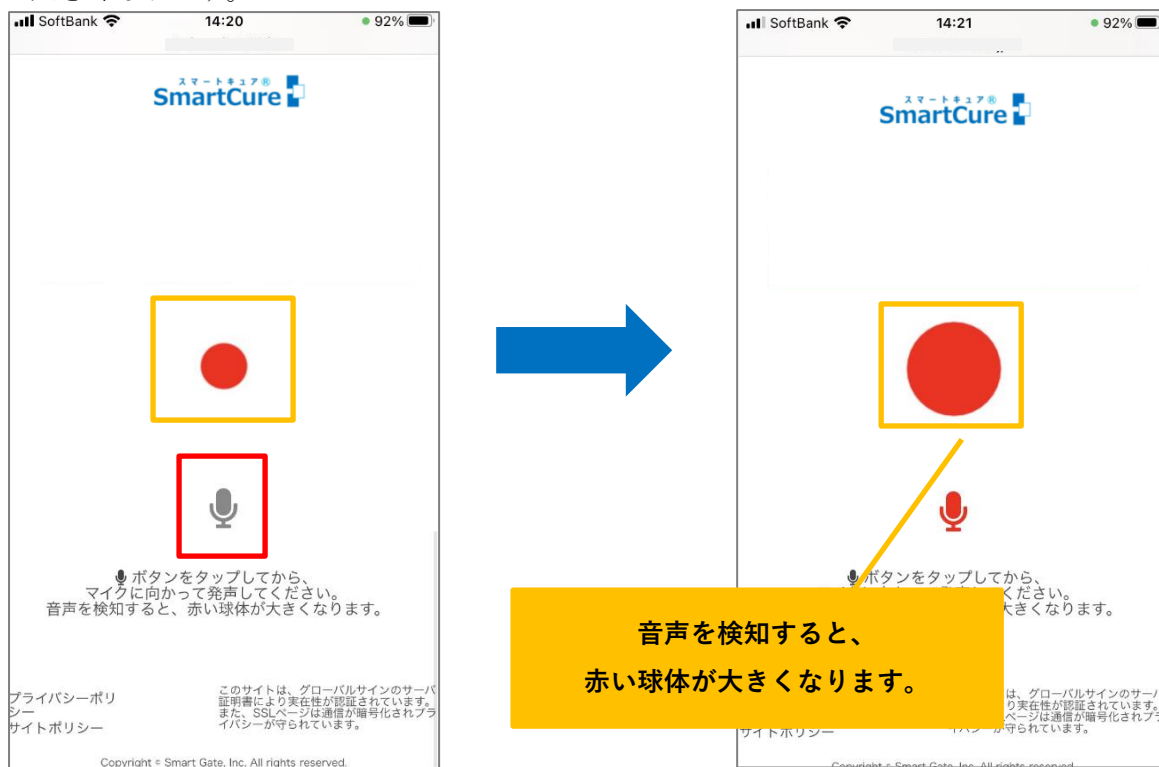 SoftBank 14:20 92%
スマートキュア®
SmartCure
ボタンをタップしてから、
マイクに向かって発声してください。
音声を検知すると、赤い球体が大きくなります。
プライバシーポリ
シー
サイトポリシー
このサイトは、グローバルサインのサーバ
証明書により実在性が認証されています。
また、SSLページは通信が暗号化されプラ
イバシーが守られています。
Copyright © Smart Gate, Inc. All rights reserved.
SoftBank 14:21 92%
スマートキュア®
SmartCure
ボタンをタップしてから、
ください。
大きくなります。
音声を検知すると、
赤い球体が大きくなります。
は、グローバルサインのサーバ
り実在性が認証されています。
ページは通信が暗号化されプラ
が守られています。
サイトポリシー
Copyright © Smart Gate, Inc. All rights reserved.